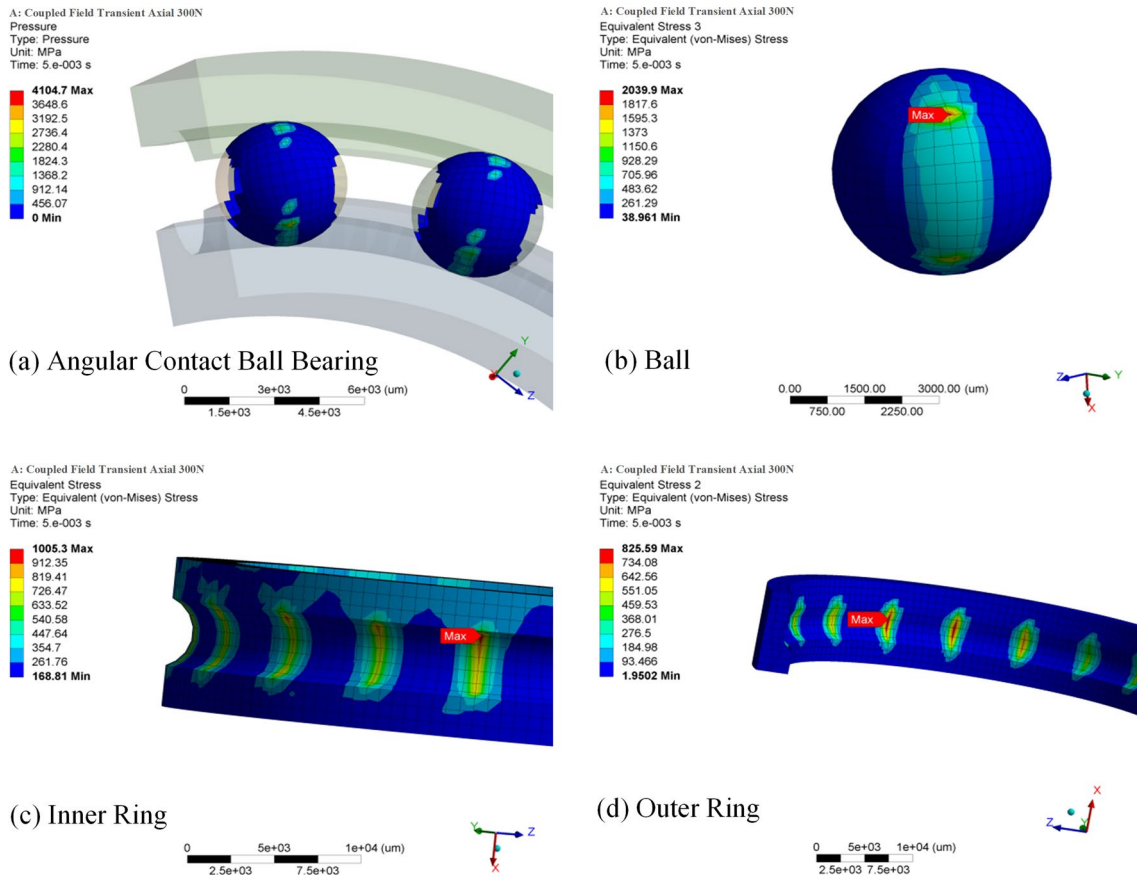 A: Coupled Field Transient Axial 300N
Pressure
Type: Pressure
Unit: MPa
Time: 5.e-003 s
4104.7 Max
3648.6
3192.5
2736.4
2280.4
1824.3
1368.2
912.14
456.07
0 Min
Y
Z
(a) Angular Contact Ball Bearing
0 3e+03 6e+03 (um)
1.5e+03 4.5e+03
A: Coupled Field Transient Axial 300N
Equivalent Stress 3
Type: Equivalent (von-Mises) Stress
Unit: MPa
Time: 5.e-003 s
2039.9 Max
1817.6
1595.3
1373
1150.6
928.29
705.96
483.62
261.29
38.961 Min
Max
(b) Ball
0.00 1500.00 3000.00 (um)
750.00 2250.00
Z Y
X
A: Coupled Field Transient Axial 300N
Equivalent Stress
Type: Equivalent (von-Mises) Stress
Unit: MPa
Time: 5.e-003 s
1005.3 Max
912.35
819.41
726.47
633.52
540.58
447.64
354.7
261.76
168.81 Min
Max
(c) Inner Ring
0 5e+03 1e+04 (um)
2.5e+03 7.5e+03
Y Z
X
A: Coupled Field Transient Axial 300N
Equivalent Stress 2
Type: Equivalent (von-Mises) Stress
Unit: MPa
Time: 5.e-003 s
825.59 Max
734.08
642.56
551.05
459.53
368.01
276.5
184.98
93.466
1.9502 Min
Max
(d) Outer Ring
0 5e+03 1e+04 (um)
2.5e+03 7.5e+03
X
Z Y